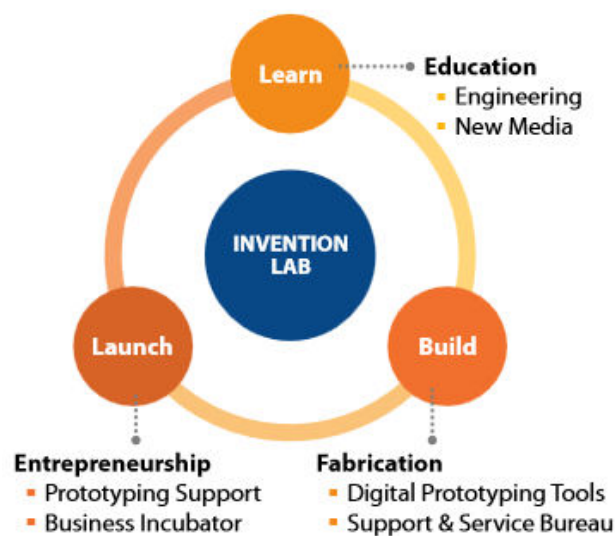 Learn
Education
Engineering
New Media
INVENTION
LAB
Launch
Build
Entrepreneurship
Prototyping Support
Business Incubator
Fabrication
Digital Prototyping Tools
Support & Service Bureau